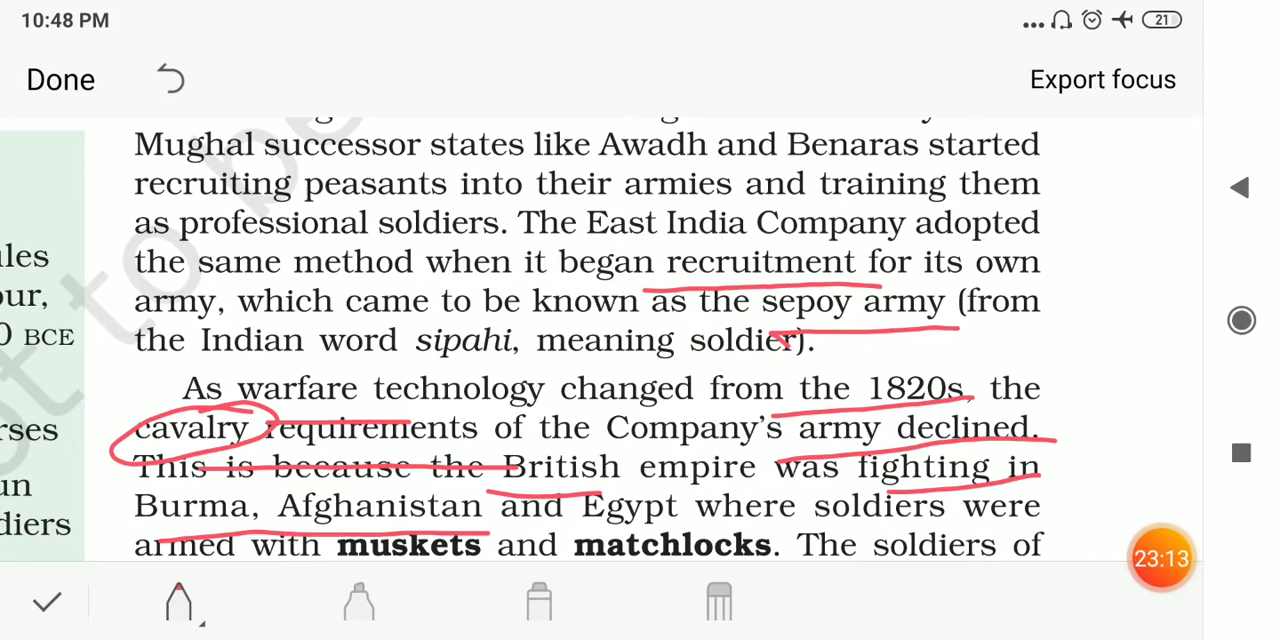 10:48 PM
21
Done
Export focus
Mughal successor states like Awadh and Benaras started
recruiting peasants into their armies and training them
as professional soldiers. The East India Company adopted
the same method when it began recruitment for its own
army, which came to be known as the sepoy army (from
the Indian word sipahi, meaning soldier).
As warfare technology changed from the 1820s, the
cavalry requirements of the Company's army declined.
This is because the British empire was fighting in
Burma, Afghanistan and Egypt where soldiers were
armed with muskets and matchlocks. The soldiers of
BCE
23:13